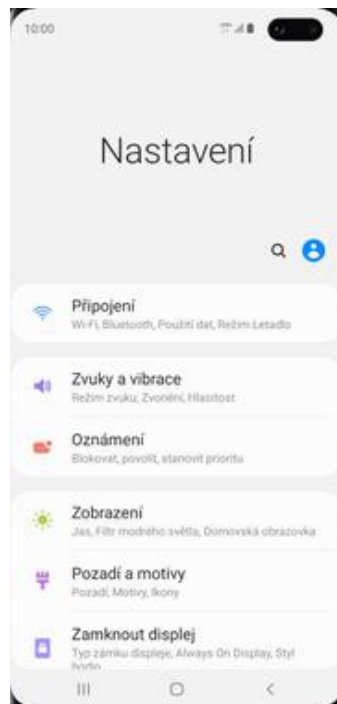 10:00
Nastavení
Připojení
Wi-Fi, Bluetooth, Použití dat, Režim Letadlo
Zvuky a vibrace
Režim zvuku, Zvonění, Hlasitost
Oznámení
Blokovat, povolit, stanovit prioritu
Zobrazení
Jas, Filtr modrého světla, Domovská obrazovka
Pozadí a motivy
Pozadí, Motivy, Ikony
Zamknout displej
Typ zámku displeje, Always On Display, Styl
hodin